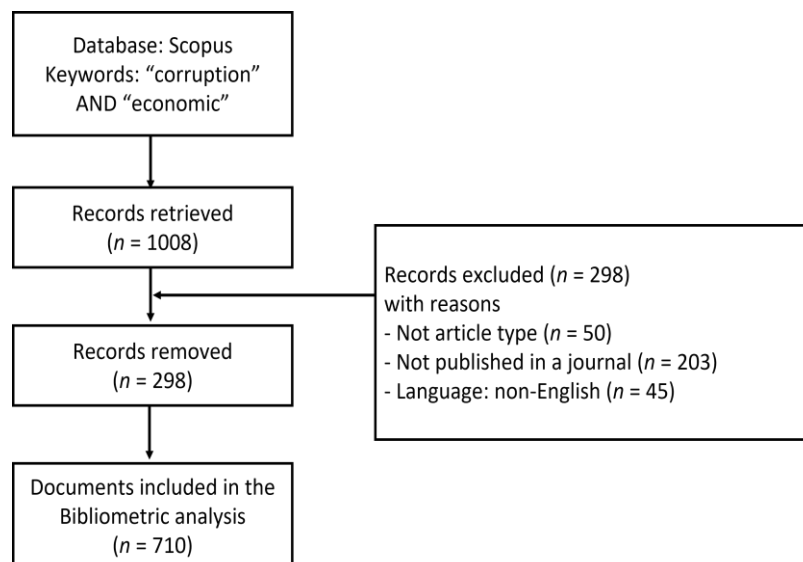 Database: Scopus
Keywords: “corruption”
AND “economic”
Records retrieved
(n = 1008)
Records excluded (n = 298)
with reasons
- Not article type (n = 50)
- Not published in a journal (n = 203)
- Language: non-English (n = 45)
Records removed
(n = 298)
Documents included in the
Bibliometric analysis
(n = 710)